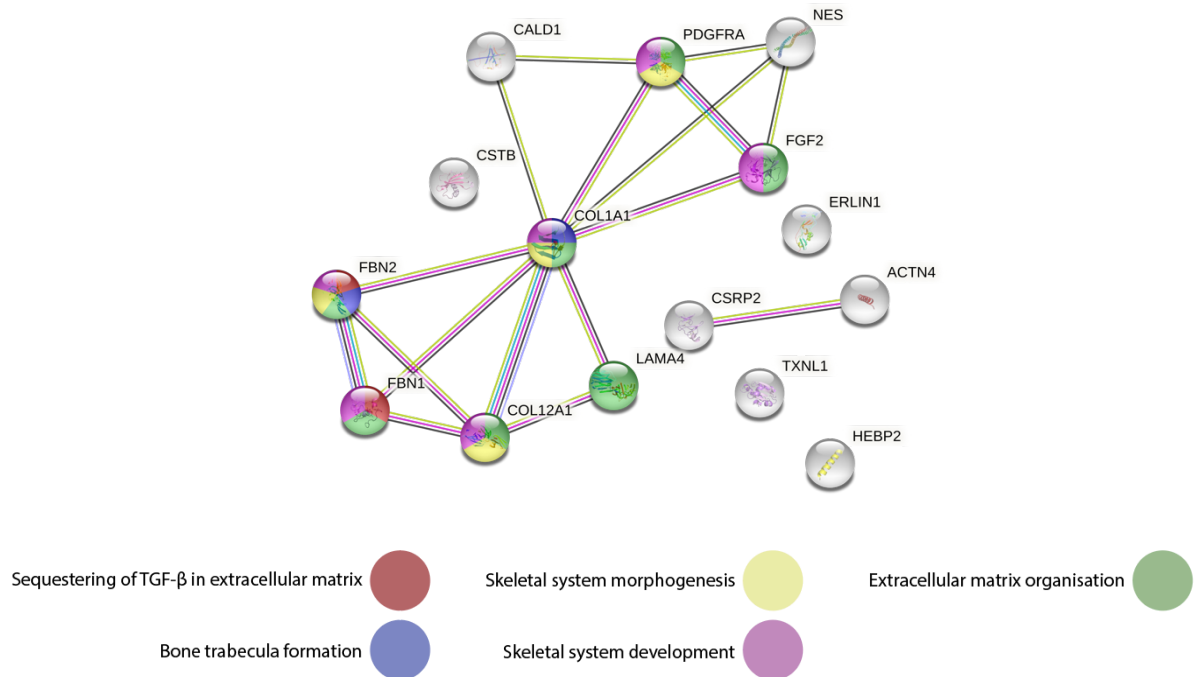 NES
CALD1
PDGFRA
FGF2
CSTB
ERLIN1
COL1A1
FBN2
ACTN4
CSRP2
LAMA4
TXNL1
FBN1
COL12A1
HEBP2
Sequestering of TGF-β in extracellular matrix
Skeletal system morphogenesis
Extracellular matrix organisation
Bone trabecula formation
Skeletal system development